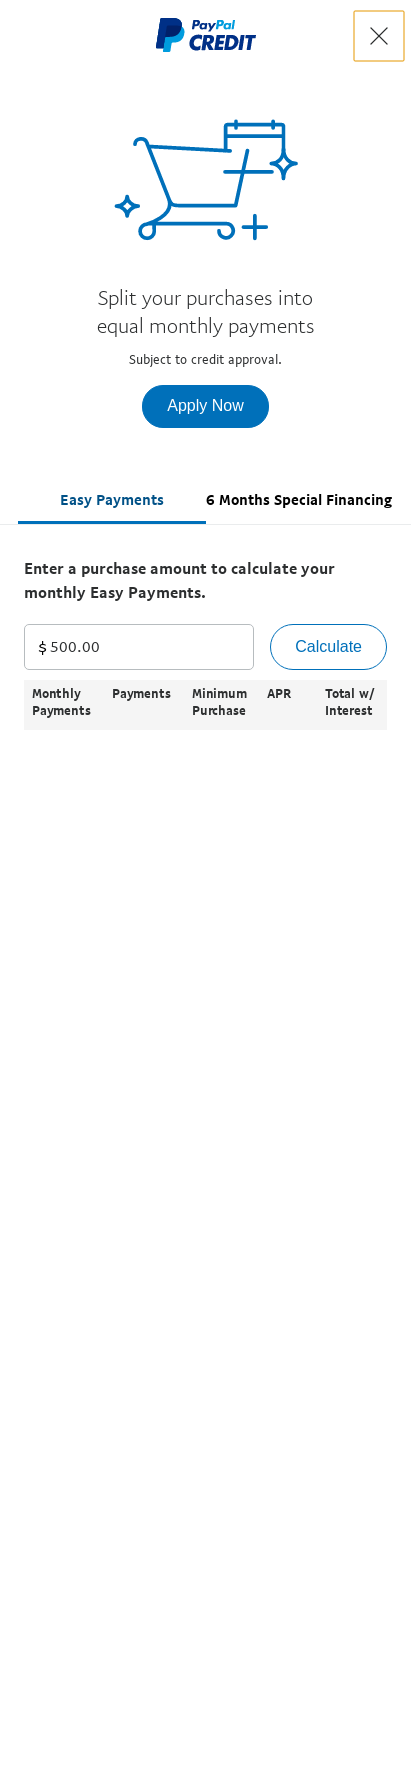 PayPal
CREDIT
Split your purchases into
equal monthly payments
Subject to credit approval.
Apply Now
Easy Payments
6 Months Special Financing
Enter a purchase amount to calculate your
monthly Easy Payments.
$ 500.00
Calculate
Monthly Payments
Payments
Minimum Purchase
APR
Total w/ Interest